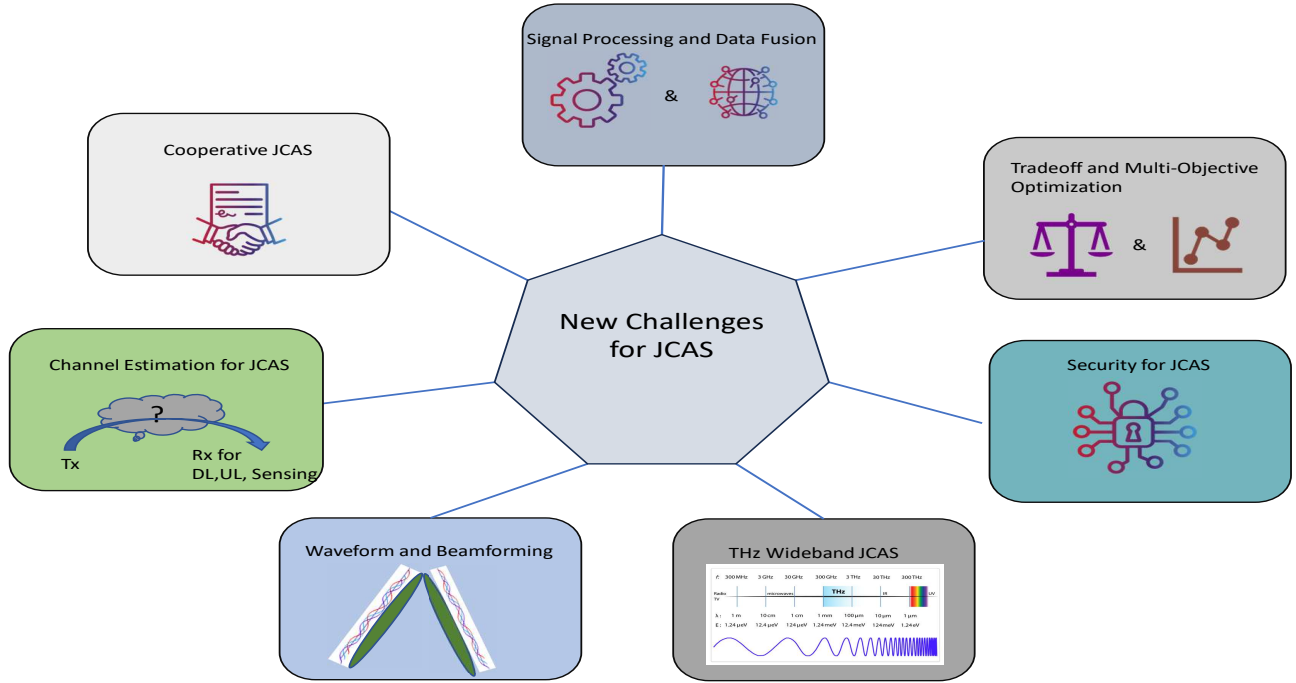 Signal Processing and Data Fusion
&
Cooperative JCAS
Tradeoff and Multi-Objective
Optimization
&
New Challenges
for JCAS
Channel Estimation for JCAS
?
Tx
Rx for
DL,UL, Sensing
Security for JCAS
Waveform and Beamforming
THz Wideband JCAS
f: 300 MHz 3 GHz 30 GHz 300 GHz 3 THz 30 THz 300 THz
Radio
TV
microwaves THz IR UV
λ : 1 m 10 cm 1 cm 1 mm 100 µm 10 µm 1 µm
E : 1.24 µeV 12.4 µeV 124 µeV 1.24 meV 12.4 meV 124 meV 1.24 eV